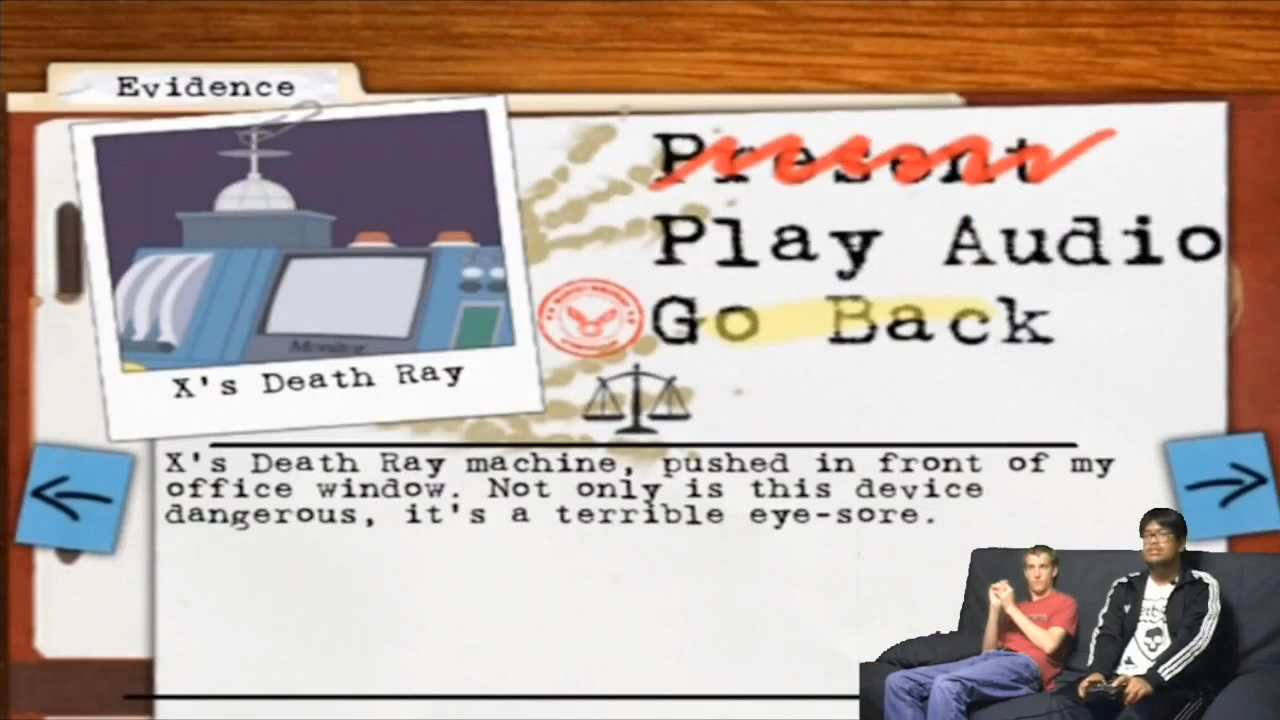 Evidence
Present
Play Audio
Go Back
Monitor
X's Death Ray
X's Death Ray machine, pushed in front of my
office window. Not only is this device
dangerous, it's a terrible eye-sore.